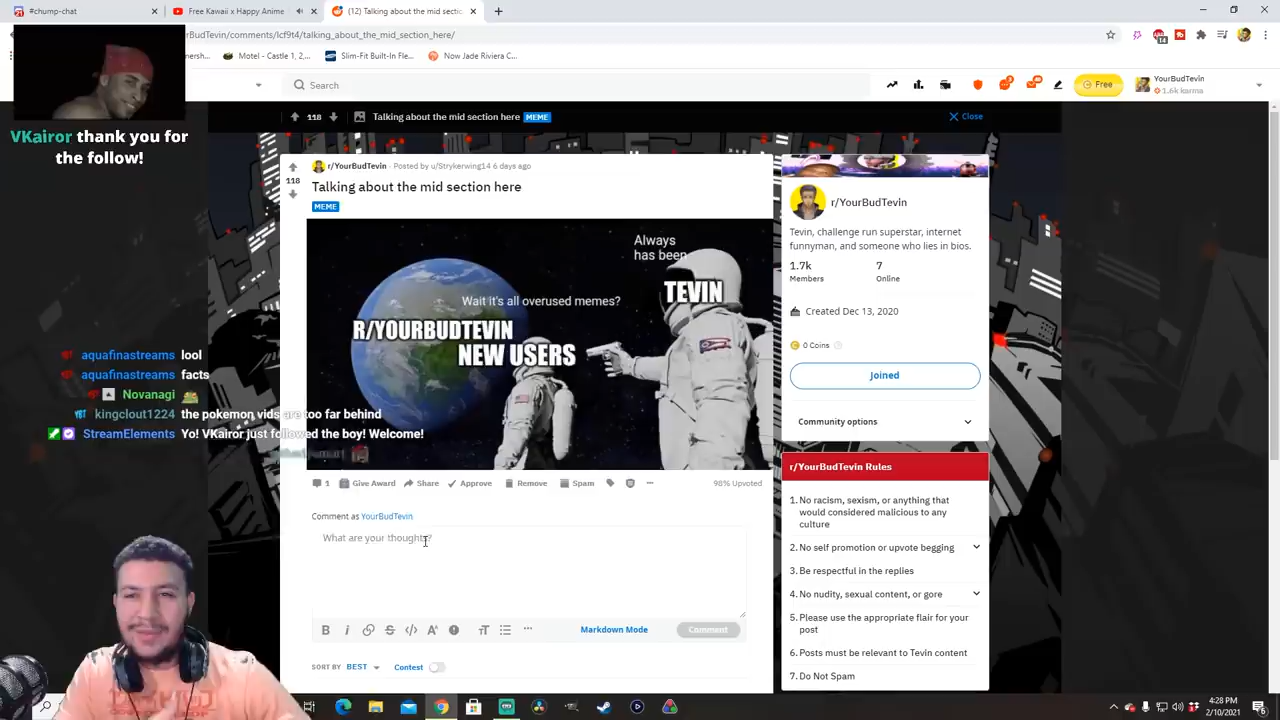 #chump-chat
Free Kawaii x Happy
(12) Talking about the mid sectic
BudTevin/comments/lcf9t4/talking_about_the_mid_section_here/
nersh...
Motel - Castle 1, 2,...
Slim-Fit Built-In Fle...
Now Jade Riviera C...
Search
Free
YourBudTevin
1.6k karma
VKairor thank you for
the follow!
118
Talking about the mid section here
MEME
Close
r/YourBudTevin · Posted by u/Strykerwing14 6 days ago
118
Talking about the mid section here
MEME
Always
has been
TEVIN
Wait it's all overused memes?
R/YOURBUDTEVIN
NEW USERS
aquafinastreams lool
aquafinastreams facts
Novanagi
kingclout1224 the pokemon vids are too far behind
StreamElements Yo! VKairor just followed the boy! Welcome!
1
Give Award
Share
Approve
Remove
Spam
98% Upvoted
Comment as YourBudTevin
What are your thoughts?
Markdown Mode
Comment
SORT BY BEST
Contest
r/YourBudTevin
Tevin, challenge run superstar, internet
funnyman, and someone who lies in bios.
1.7k
7
Members
Online
Created Dec 13, 2020
0 Coins
Joined
Community options
r/YourBudTevin Rules
1. No racism, sexism, or anything that
would considered malicious to any
culture
2. No self promotion or upvote begging
3. Be respectful in the replies
4. No nudity, sexual content, or gore
5. Please use the appropriate flair for your
post
6. Posts must be relevant to Tevin content
7. Do Not Spam
4:28 PM
2/10/2021